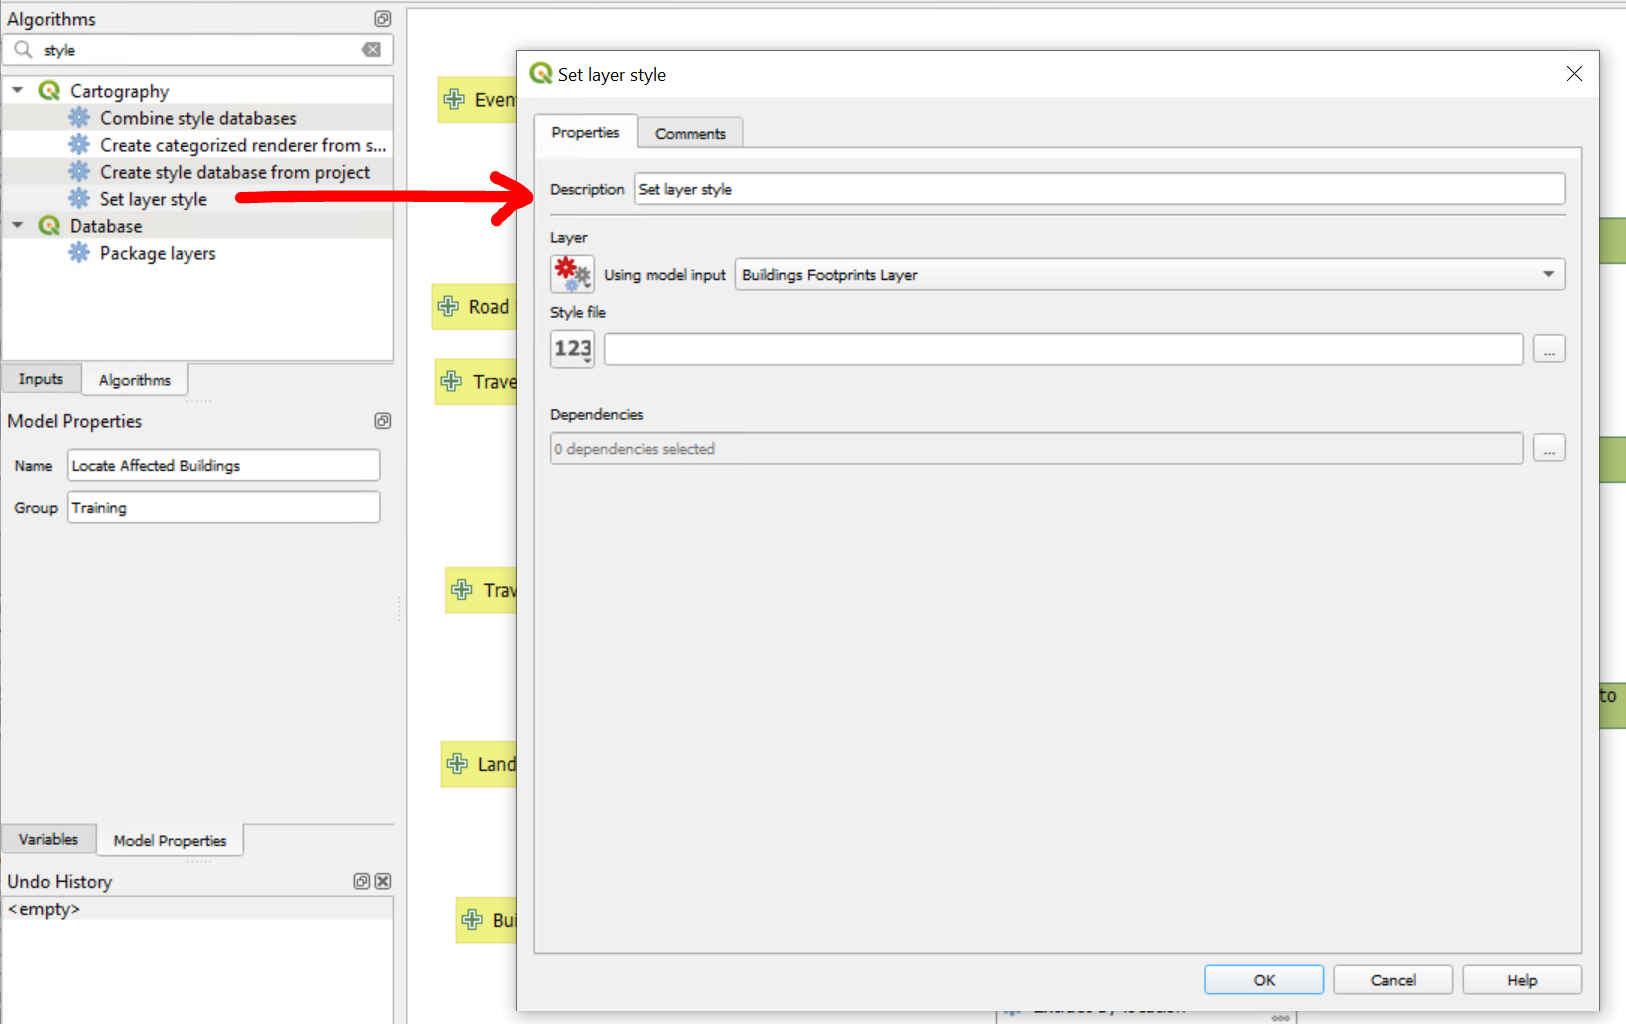 Algorithms
style
Cartography
Combine style databases
Create categorized renderer from s...
Create style database from project
Set layer style
Database
Package layers
Inputs
Algorithms
Model Properties
Name
Locate Affected Buildings
Group
Training
Variables
Model Properties
Undo History
<empty>
Even
Road
Trave
Trav
Land
Bui
Set layer style
Properties
Comments
Description
Set layer style
Layer
Using model input
Buildings Footprints Layer
Style file
123
...
Dependencies
0 dependencies selected
...
OK
Cancel
Help
to